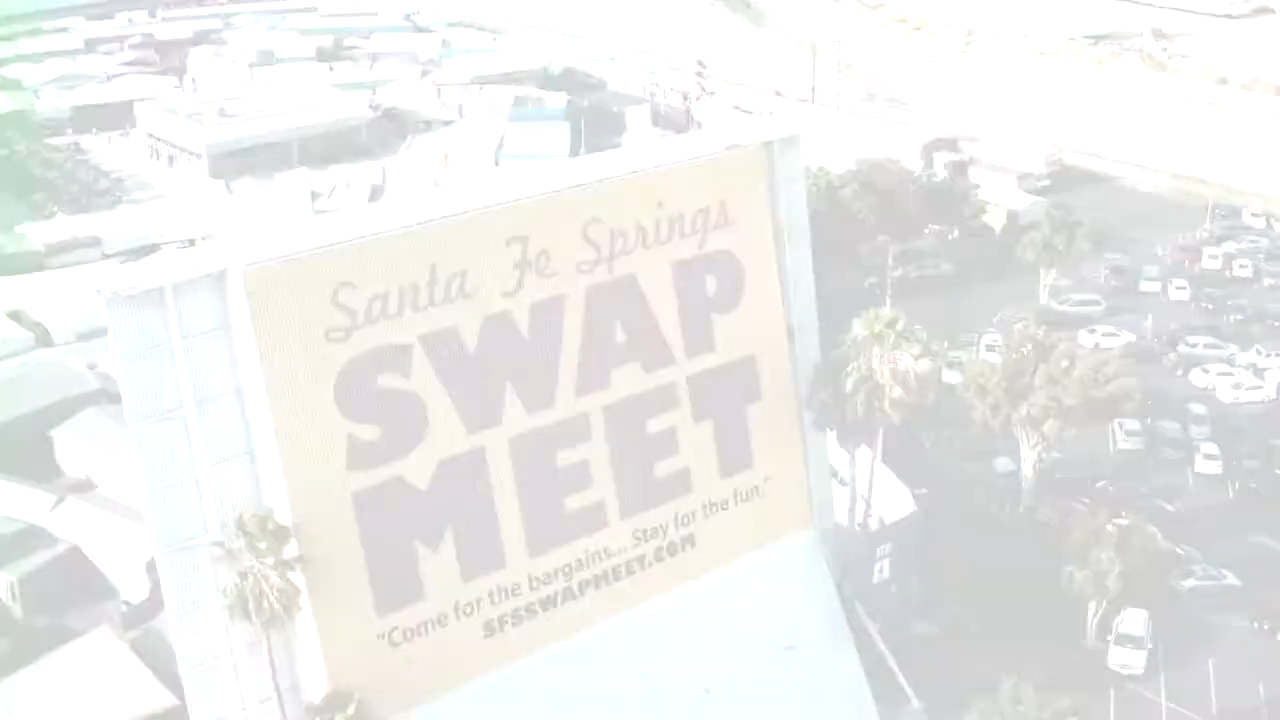 Santa Fe Springs
SWAP
MEET
"Come for the bargains... Stay for the fun."
SFSSWAPMEET.COM